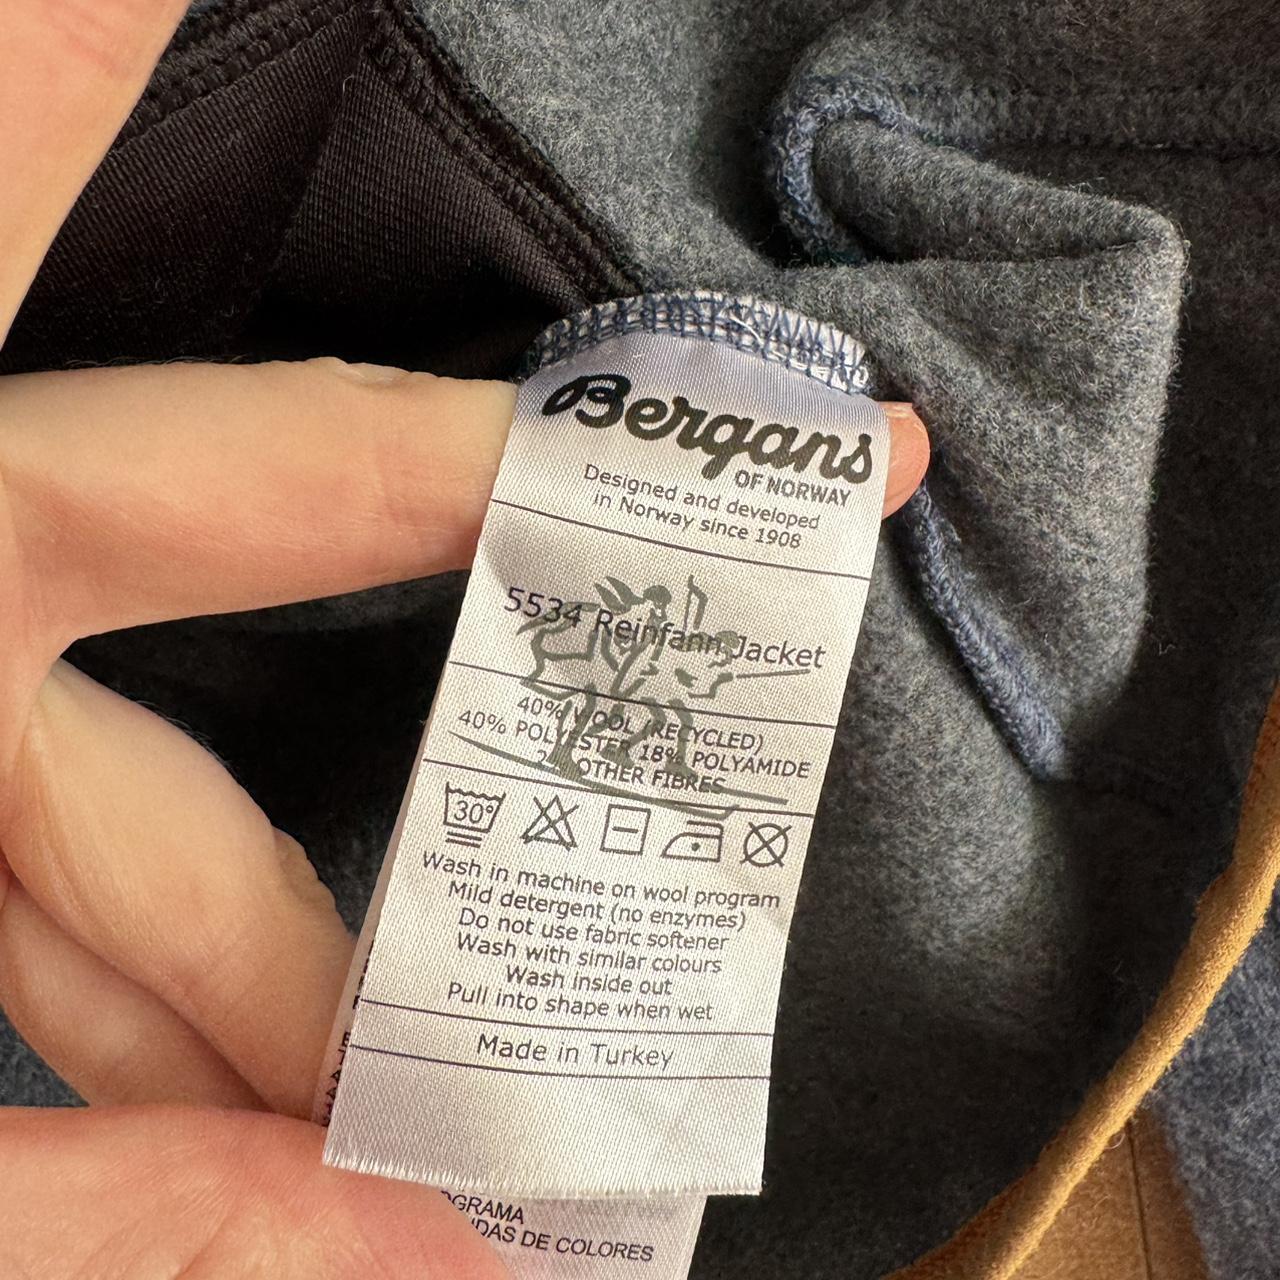 Bergans
OF NORWAY
Designed and developed
in Norway since 1908
5534 Reinfann Jacket
40% WOOL (RECYCLED)
40% POLYESTER 18% POLYAMIDE
OTHER FIBRES
30°
Wash in machine on wool program
Mild detergent (no enzymes)
Do not use fabric softener
Wash with similar colours
Wash inside out
Pull into shape when wet
Made in Turkey
DE COLORES